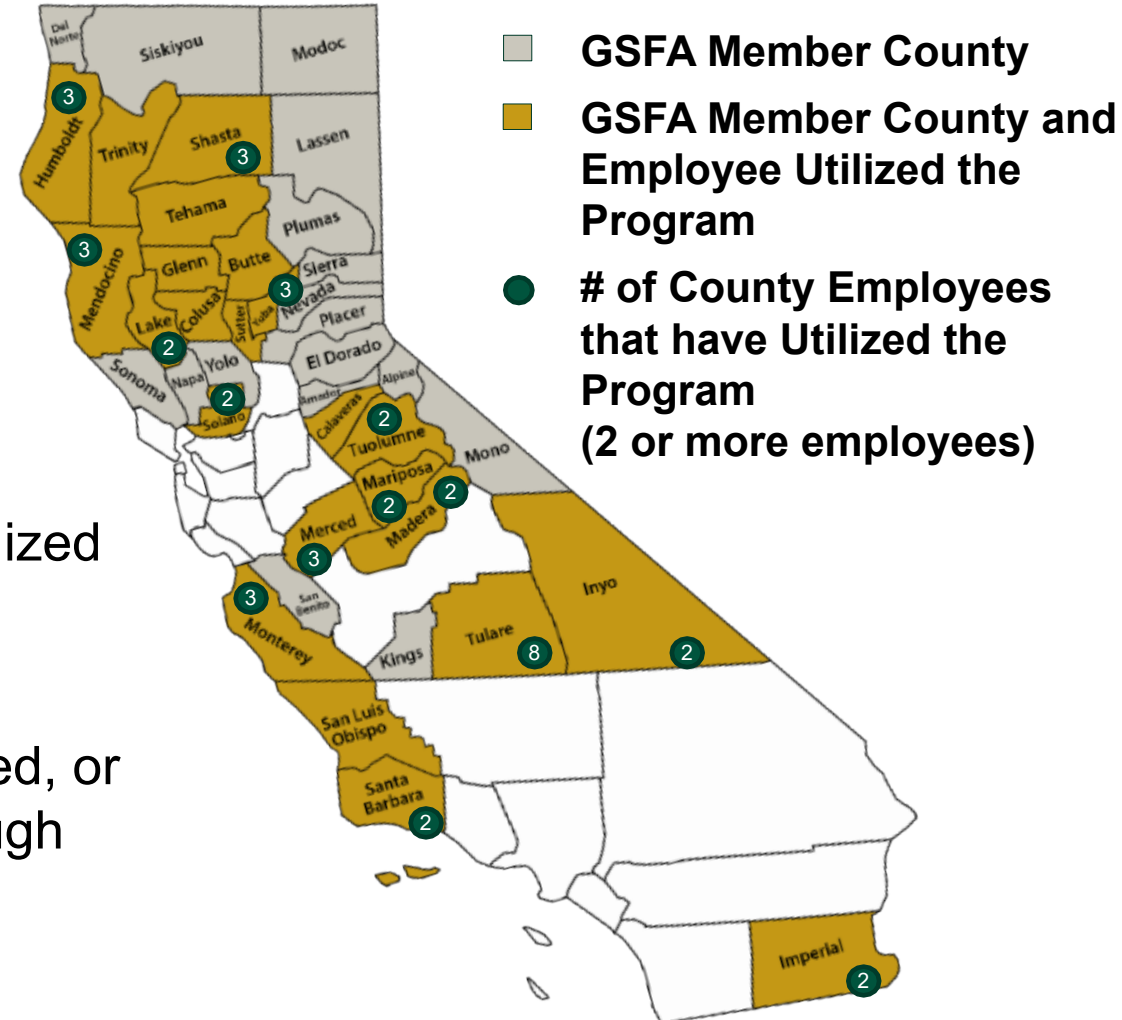 GSFA Member County
GSFA Member County and
Employee Utilized the
Program
# of County Employees
that have Utilized the
Program
(2 or more employees)
Del
Norte
Siskiyou
Modoc
3
Humboldt
Trinity
Shasta
3
Lassen
Tehama
Plumas
3
Mendocino
Glenn
Butte
Sierra
3
Nevada
Lake
Colusa
Sutter
Yuba
Placer
2
Yolo
El Dorado
Sonoma
Napa
2
Solano
Alpine
Amador
Calaveras
2
Tuolumne
Mono
Mariposa
2
2
Madera
Merced
3
ized
3
San
Benito
Monterey
Inyo
Tulare
8
2
Kings
San Luis
Obispo
ed, or
ugh
Santa
Barbara
2
Imperial
2